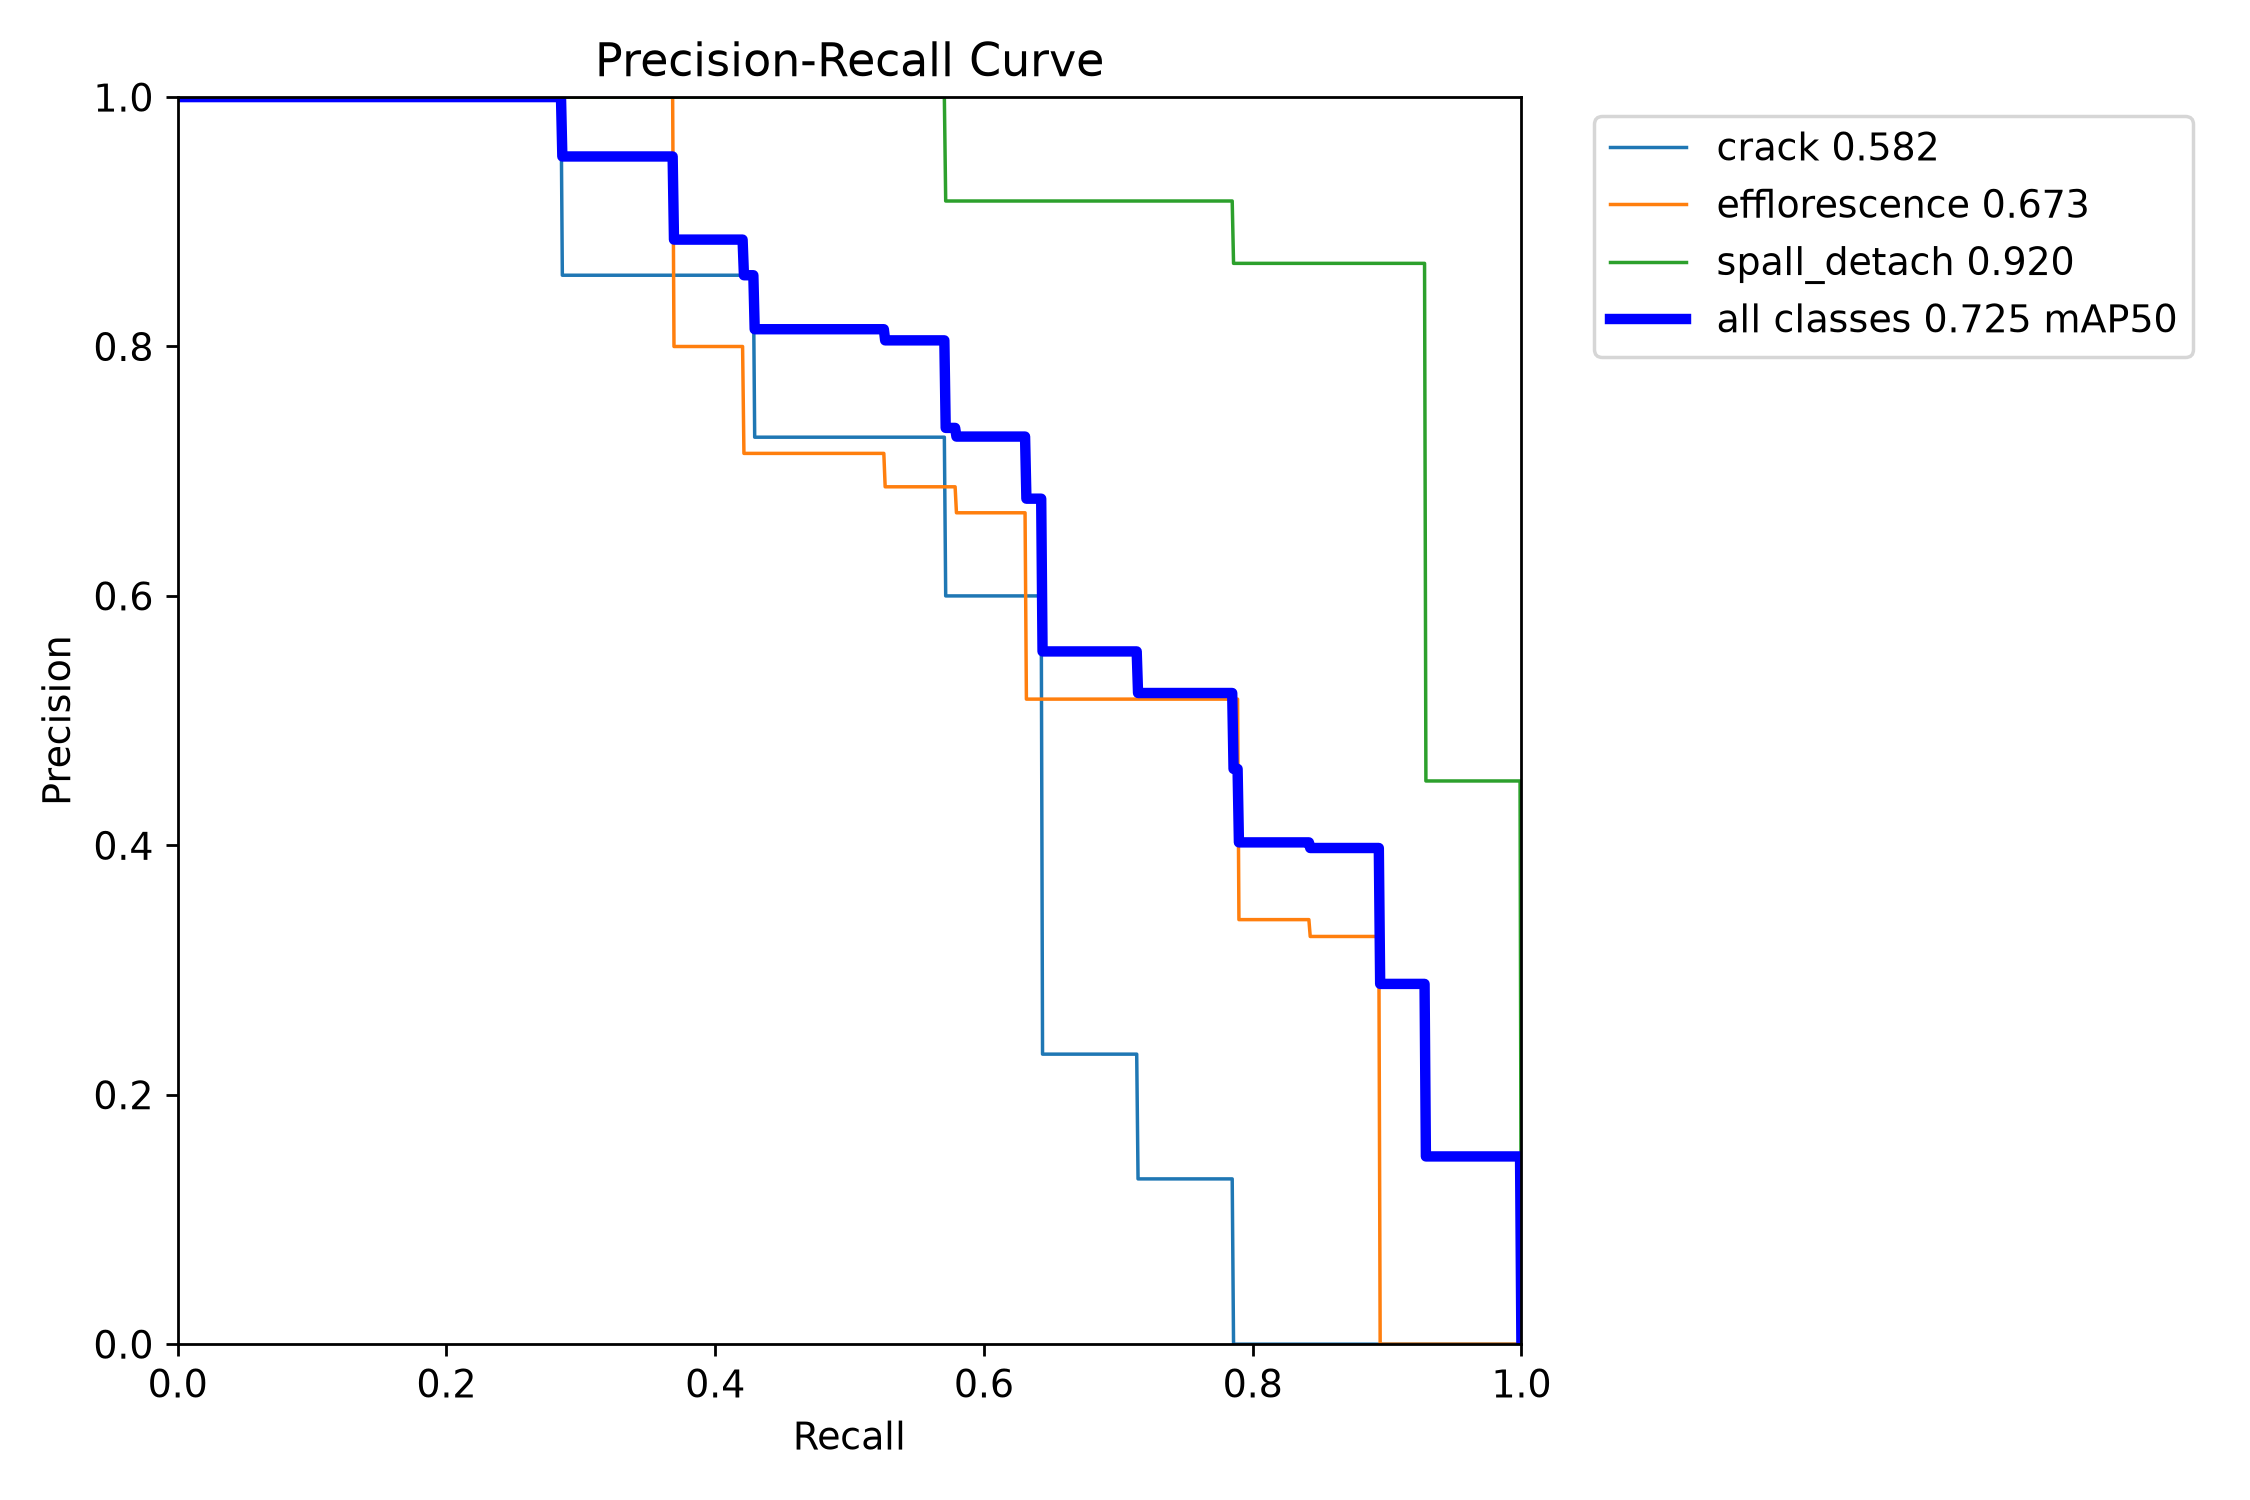 Precision-Recall Curve
1.0
0.8
0.6
0.4
0.2
0.0
Precision
0.0 0.2 0.4 0.6 0.8 1.0
Recall
crack 0.582
efflorescence 0.673
spall_detach 0.920
all classes 0.725 mAP50